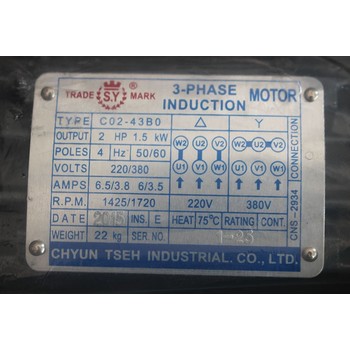 TRADE S.Y ® MARK 3-PHASE INDUCTION MOTOR
TYPE C02-43B0 △ Y
OUTPUT 2 HP 1.5 kW W2 U2 V2 W2 U2 V2
POLES 4 Hz 50/60
VOLTS 220/380 U1 V1 W1 U1 V1 W1
AMPS 6.5/3.8 6/3.5
R.P.M. 1425/1720 220V 380V
DATE 2015 INS. E HEAT 75°C RATING CONT.
WEIGHT 22 kg SER NO.
CHYUN TSEH INDUSTRIAL. CO., LTD.
CNS-2934 CONNECTION